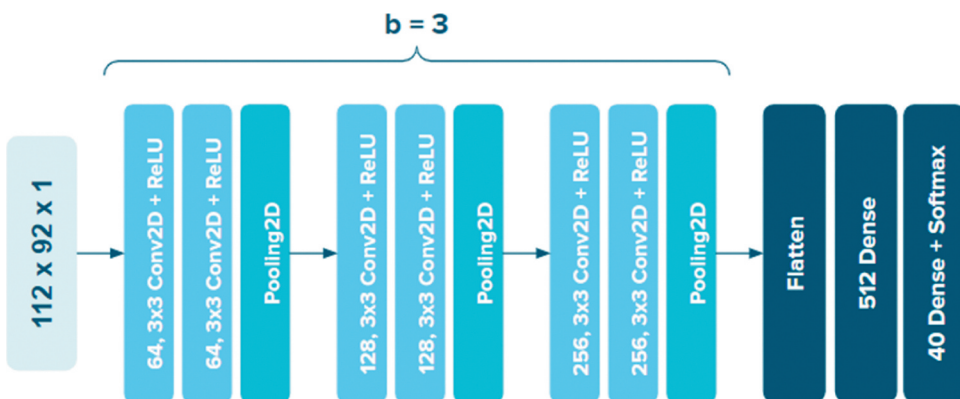 b = 3
112 x 92 x 1
64, 3x3 Conv2D + ReLU
64, 3x3 Conv2D + ReLU
Pooling2D
128, 3x3 Conv2D + ReLU
128, 3x3 Conv2D + ReLU
Pooling2D
256, 3x3 Conv2D + ReLU
256, 3x3 Conv2D + ReLU
Pooling2D
Flatten
512 Dense
40 Dense + Softmax